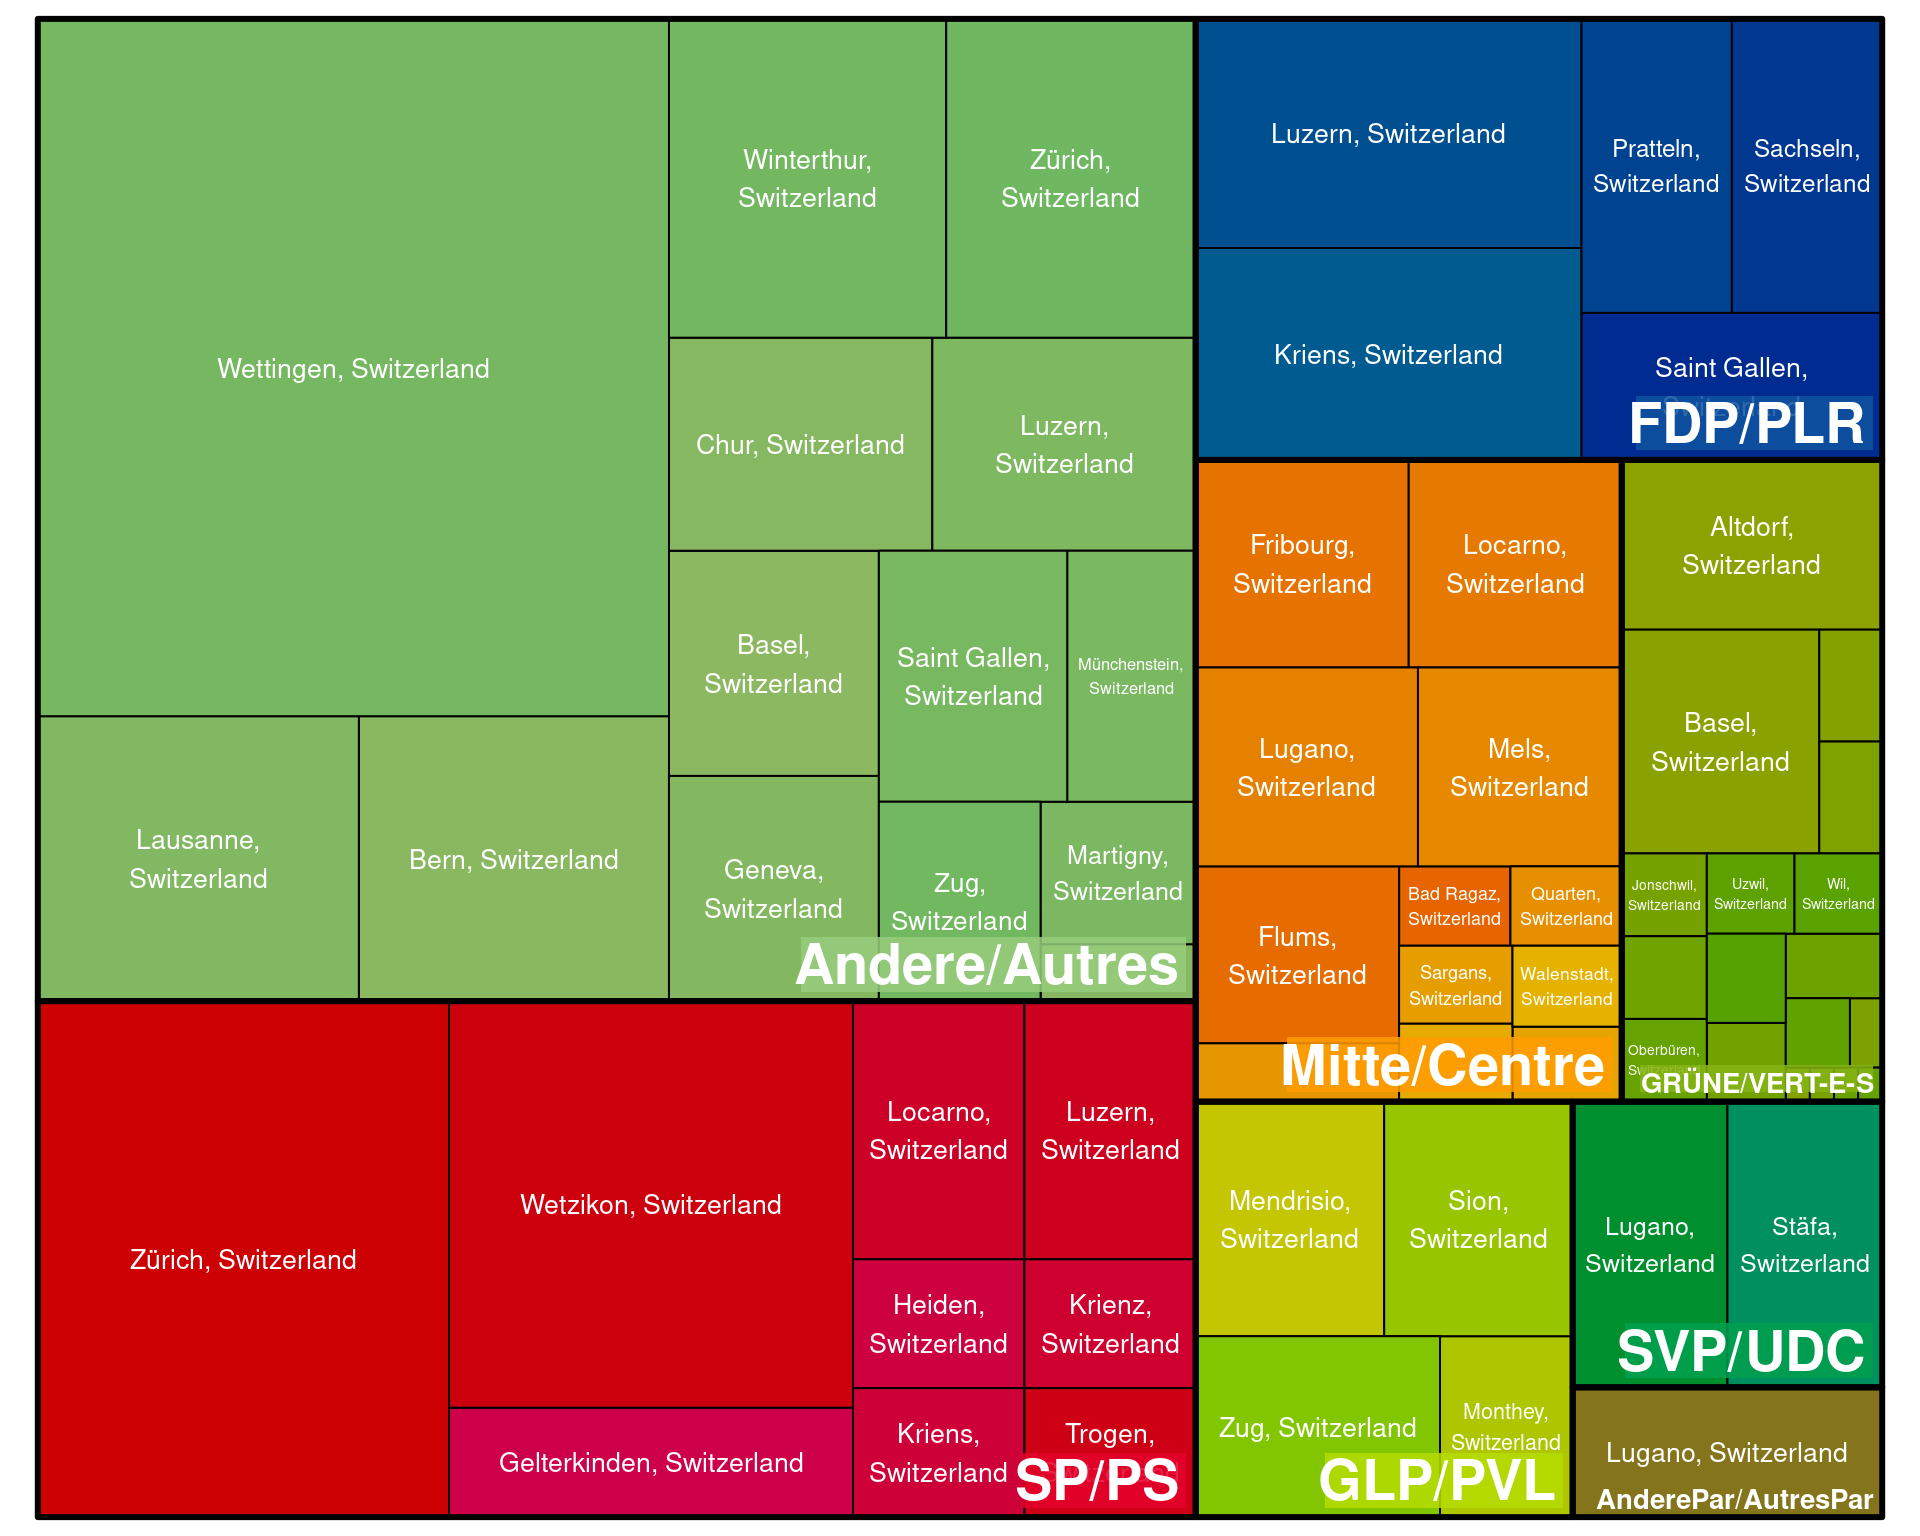 Wettingen, Switzerland
Winterthur,
Switzerland
Zürich,
Switzerland
Chur, Switzerland
Luzern,
Switzerland
Basel,
Switzerland
Saint Gallen,
Switzerland
Münchenstein,
Switzerland
Lausanne,
Switzerland
Bern, Switzerland
Geneva,
Switzerland
Zug,
Switzerland
Martigny,
Switzerland
Andere/Autres
Zürich, Switzerland
Wetzikon, Switzerland
Gelterkinden, Switzerland
Locarno,
Switzerland
Luzern,
Switzerland
Heiden,
Switzerland
Krienz,
Switzerland
Kriens,
Switzerland
Trogen,
Switzerland
SP/PS
Luzern, Switzerland
Kriens, Switzerland
Pratteln,
Switzerland
Sachseln,
Switzerland
Saint Gallen,
Switzerland
FDP/PLR
Fribourg,
Switzerland
Locarno,
Switzerland
Lugano,
Switzerland
Mels,
Switzerland
Flums,
Switzerland
Bad Ragaz,
Switzerland
Quarten,
Switzerland
Sargans,
Switzerland
Walenstadt,
Switzerland
Mitte/Centre
Altdorf,
Switzerland
Basel,
Switzerland
Jonschwil,
Switzerland
Uzwil,
Switzerland
Wil,
Switzerland
Oberbüren,
Switzerland
GRÜNE/VERT-E-S
Mendrisio,
Switzerland
Sion,
Switzerland
Zug, Switzerland
Monthey,
Switzerland
GLP/PVL
Lugano,
Switzerland
Stäfa,
Switzerland
SVP/UDC
Lugano, Switzerland
AnderePar/AutresPar